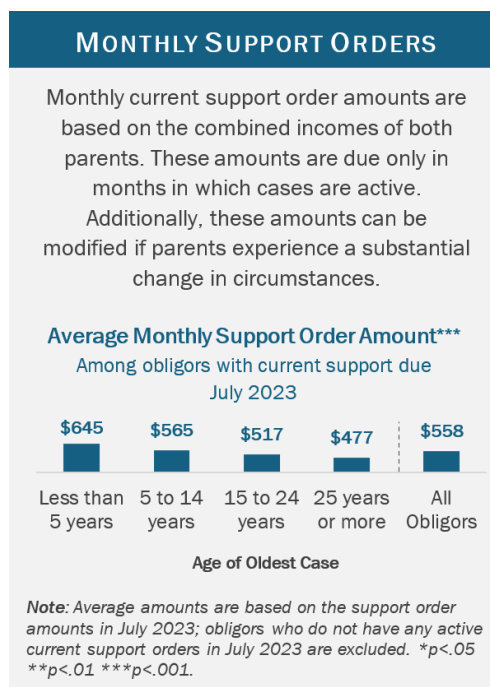 MONTHLY SUPPORT ORDERS
Monthly current support order amounts are
based on the combined incomes of both
parents. These amounts are due only in
months in which cases are active.
Additionally, these amounts can be
modified if parents experience a substantial
change in circumstances.
Average Monthly Support Order Amount***
Among obligors with current support due
July 2023
$645 $565 $517 $477 $558
Less than 5 to 14 15 to 24 25 years All
5 years years years or more Obligors
Age of Oldest Case
Note: Average amounts are based on the support order
amounts in July 2023; obligors who do not have any active
current support orders in July 2023 are excluded. *p<.05
**p<.01 ***p<.001.